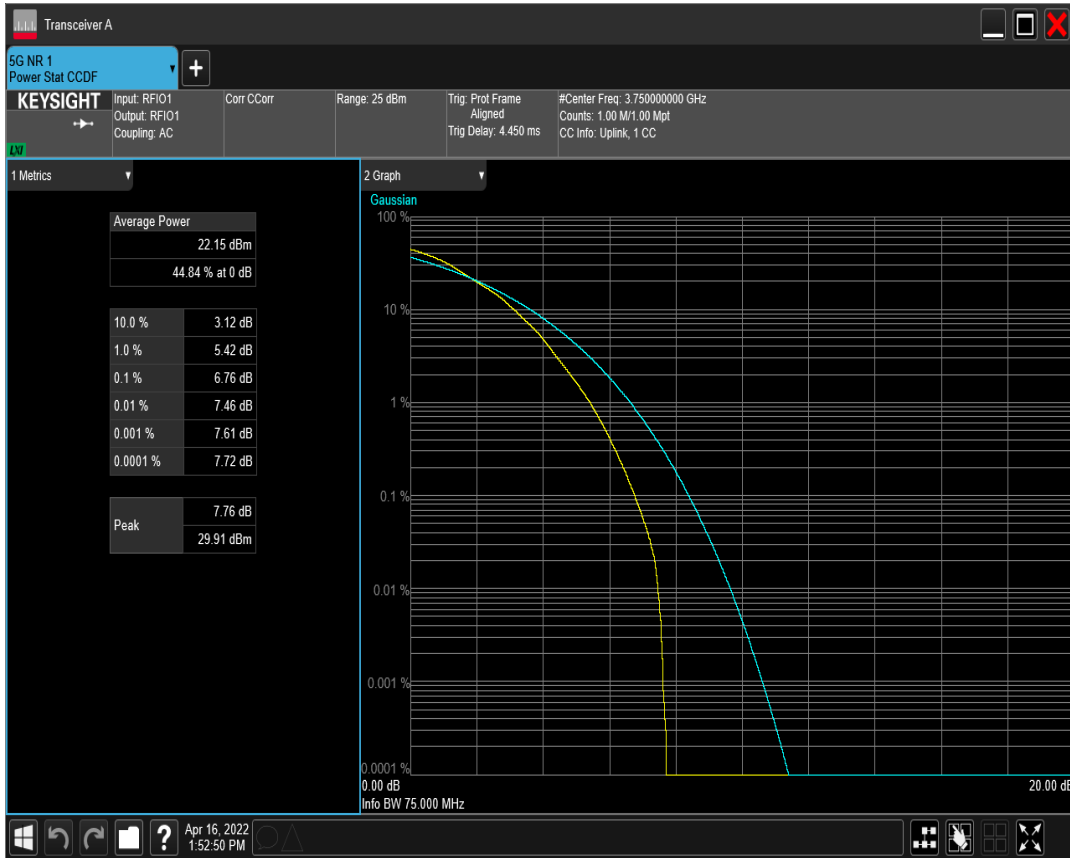 Transceiver A
5G NR 1
Power Stat CCDF
KEYSIGHT
LXI
Input: RFIO1
Output: RFIO1
Coupling: AC
Corr CCorr
Range: 25 dBm
Trig: Prot Frame
Aligned
Trig Delay: 4.450 ms
#Center Freq: 3.750000000 GHz
Counts: 1.00 M/1.00 Mpt
CC Info: Uplink, 1 CC
1 Metrics
Average Power
22.15 dBm
44.84 % at 0 dB
10.0 % 3.12 dB
1.0 % 5.42 dB
0.1 % 6.76 dB
0.01 % 7.46 dB
0.001 % 7.61 dB
0.0001 % 7.72 dB
Peak
7.76 dB
29.91 dBm
2 Graph
Gaussian
100 %
10 %
1 %
0.1 %
0.01 %
0.001 %
0.0001 %
0.00 dB 20.00 dB
Info BW 75.000 MHz
? Apr 16, 2022
1:52:50 PM